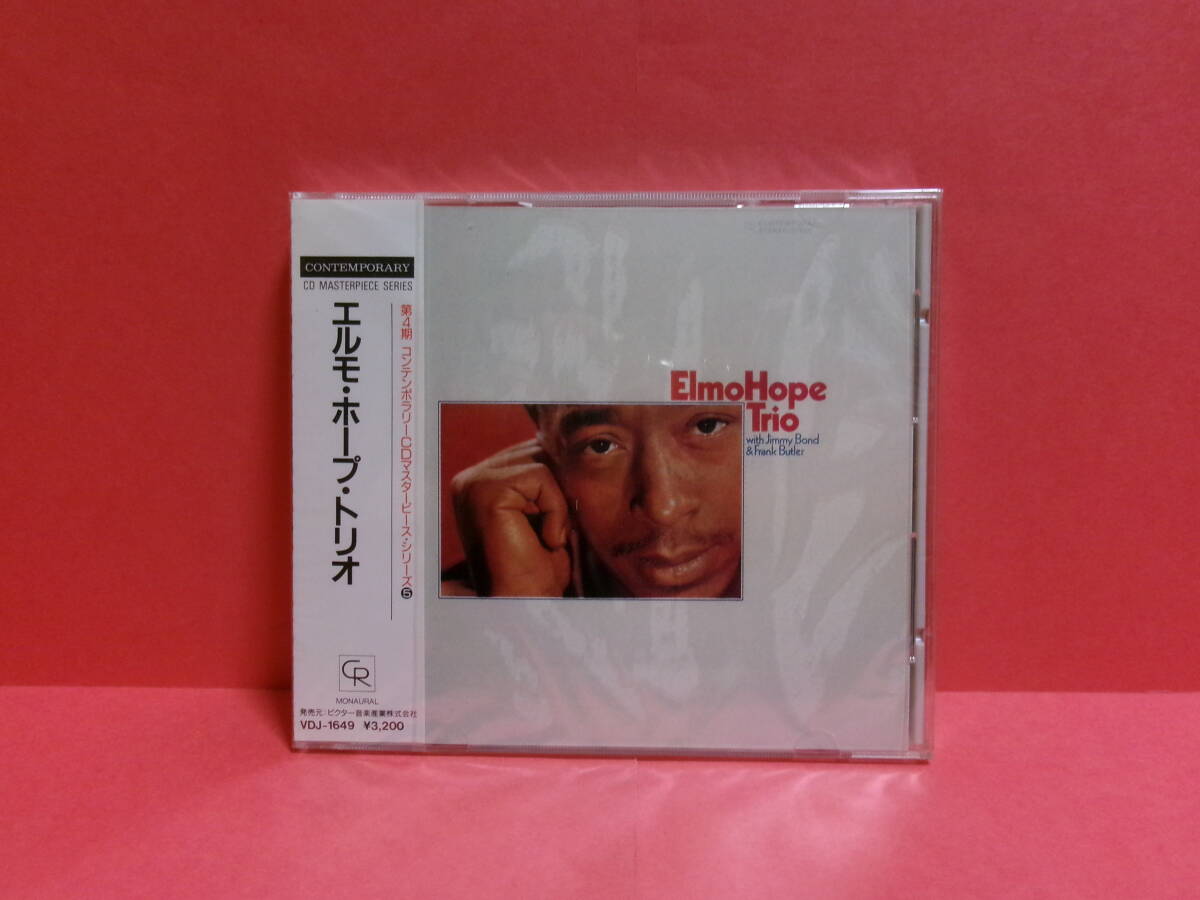 CONTEMPORARY
CD MASTERPIECE SERIES
エルモ・ホープ・トリオ
第4期 コンテンポラリーCDマスターピース・シリーズ❺
CR
MONAURAL
発売元:ビクター音楽産業株式会社
VDJ-1649 ¥3,200
ElmoHope
Trio
with Jimmy Bond
& Frank Butler